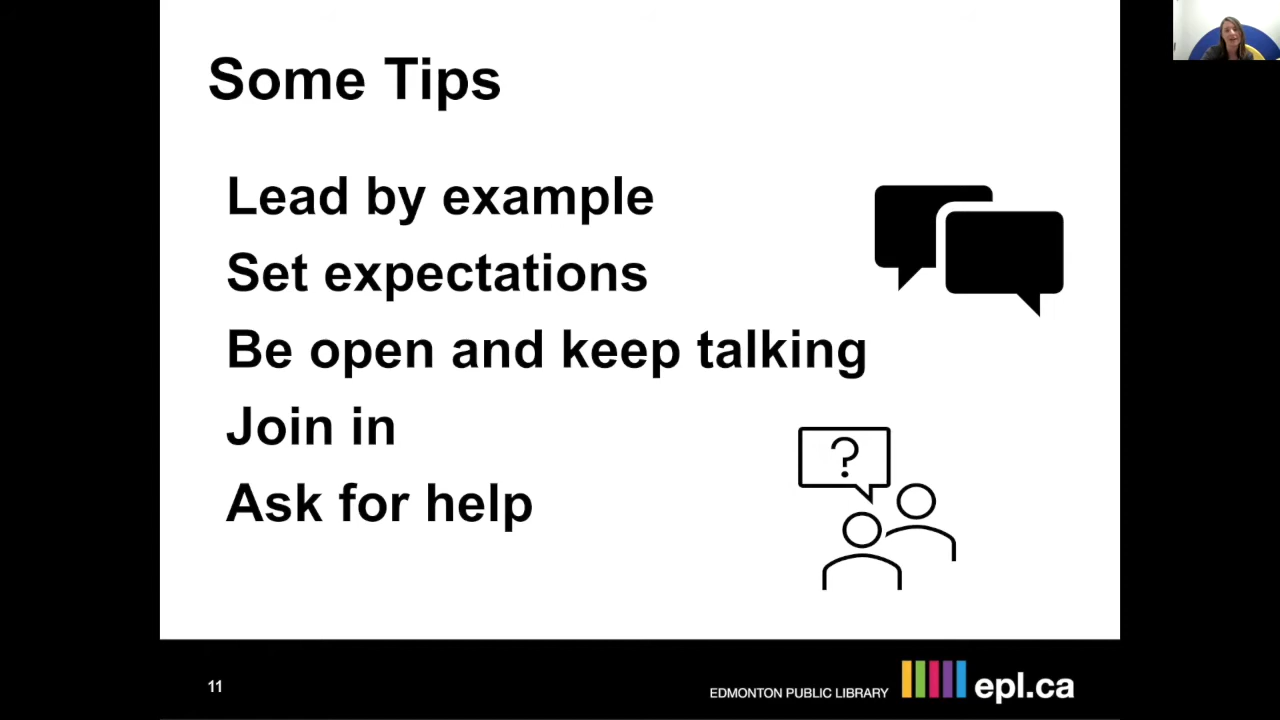 Some Tips
Lead by example
Set expectations
Be open and keep talking
Join in
Ask for help
?
11
EDMONTON PUBLIC LIBRARY epl.ca